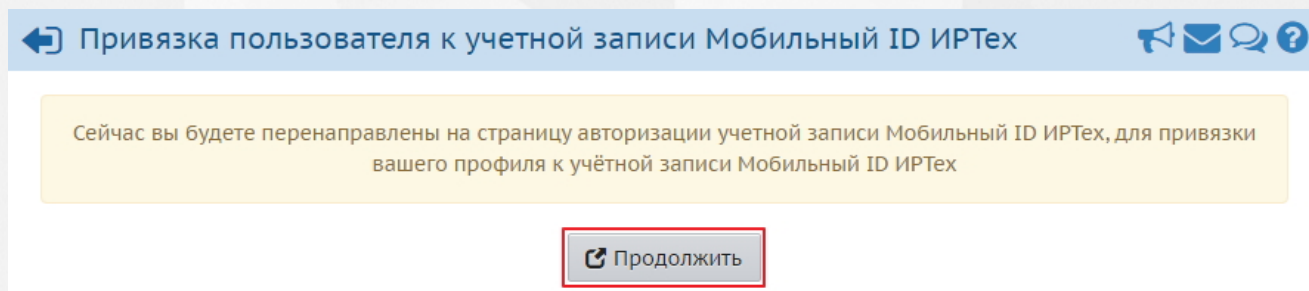 Привязка пользователя к учетной записи Мобильный ID ИРТех
Сейчас вы будете перенаправлены на страницу авторизации учетной записи Мобильный ID ИРТех, для привязки
вашего профиля к учётной записи Мобильный ID ИРТех
Продолжить